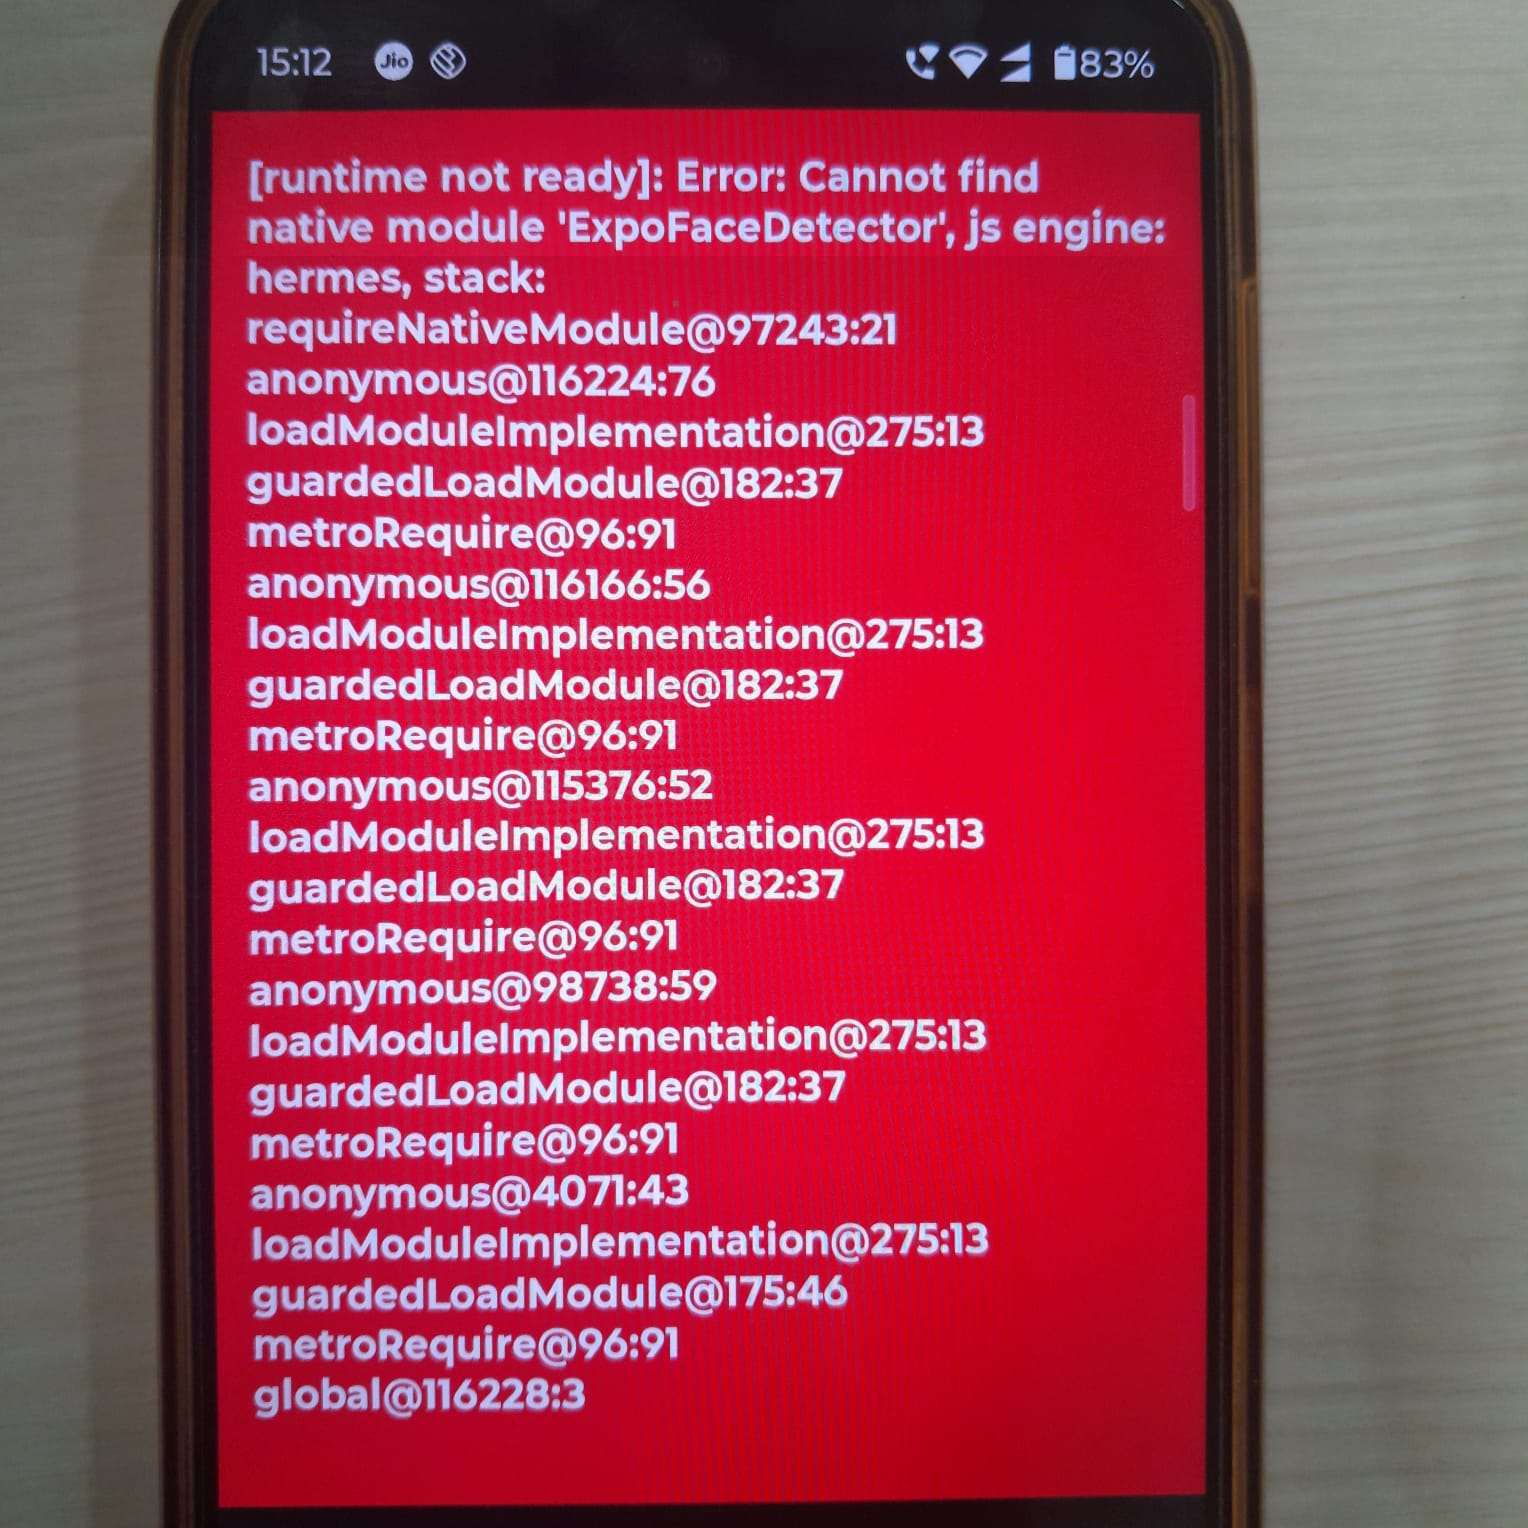 15:12 Jio 83%
[runtime not ready]: Error: Cannot find
native module 'ExpoFaceDetector', js engine:
hermes, stack:
requireNativeModule@97243:21
anonymous@116224:76
loadModuleImplementation@275:13
guardedLoadModule@182:37
metroRequire@96:91
anonymous@116166:56
loadModuleImplementation@275:13
guardedLoadModule@182:37
metroRequire@96:91
anonymous@115376:52
loadModuleImplementation@275:13
guardedLoadModule@182:37
metroRequire@96:91
anonymous@98738:59
loadModuleImplementation@275:13
guardedLoadModule@182:37
metroRequire@96:91
anonymous@4071:43
loadModuleImplementation@275:13
guardedLoadModule@175:46
metroRequire@96:91
global@116228:3